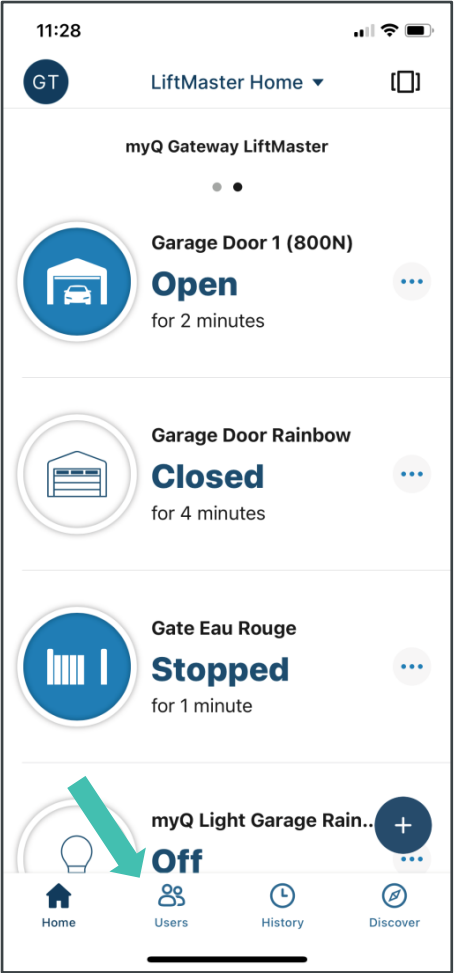 11:28
GT
LiftMaster Home
myQ Gateway LiftMaster
Garage Door 1 (800N)
Open
for 2 minutes
Garage Door Rainbow
Closed
for 4 minutes
Gate Eau Rouge
Stopped
for 1 minute
myQ Light Garage Rain..
Off
Home
Users
History
Discover